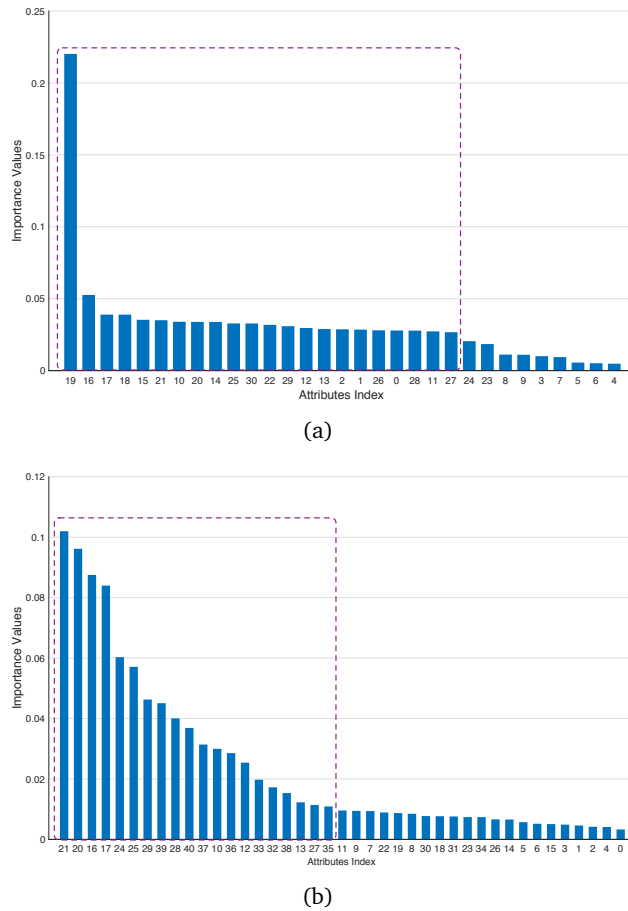 0.25
0.2
0.15
0.1
0.05
0
Importance Values
19 16 17 18 15 21 10 20 14 25 30 22 29 12 13 2 1 26 0 28 11 27 24 23 8 9 3 7 5 6 4
Attributes Index
(a)
0.12
0.1
0.08
0.06
0.04
0.02
0
Importance Values
21 20 16 17 24 25 29 39 28 40 37 10 36 12 33 32 38 13 27 35 11 9 7 22 19 8 30 18 31 23 34 26 14 5 6 15 3 1 2 4 0
Attributes Index
(b)